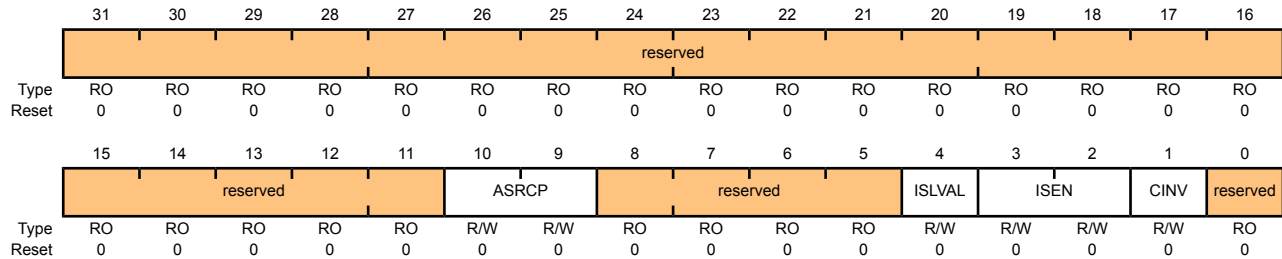 31 30 29 28 27 26 25 24 23 22 21 20 19 18 17 16
reserved
Type RO RO RO RO RO RO RO RO RO RO RO RO RO RO RO RO
Reset 0 0 0 0 0 0 0 0 0 0 0 0 0 0 0 0
15 14 13 12 11 10 9 8 7 6 5 4 3 2 1 0
reserved ASRCP reserved ISLVAL ISEN CINV reserved
Type RO RO RO RO RO R/W R/W RO RO RO RO R/W R/W R/W R/W RO
Reset 0 0 0 0 0 0 0 0 0 0 0 0 0 0 0 0